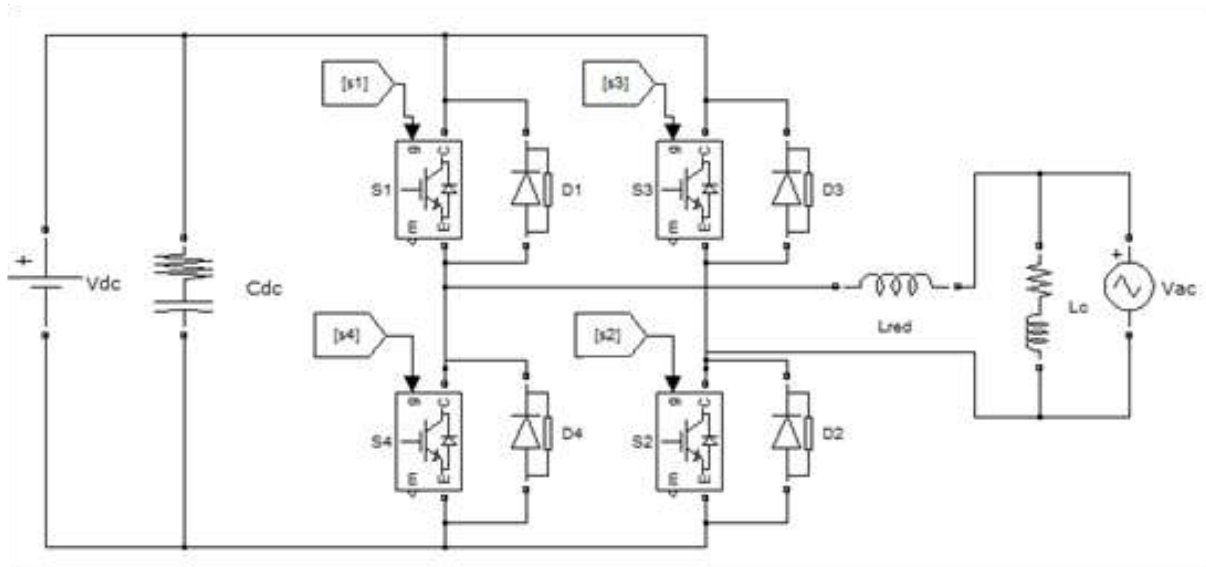 [s1]
[s3]
g
C
S1
m
E
D1
g
C
S3
m
E
D3
+
Vdc
Cdc
Lred
Lc
+
Vac
[s4]
[s2]
g
C
S4
m
E
D4
g
C
S2
m
E
D2